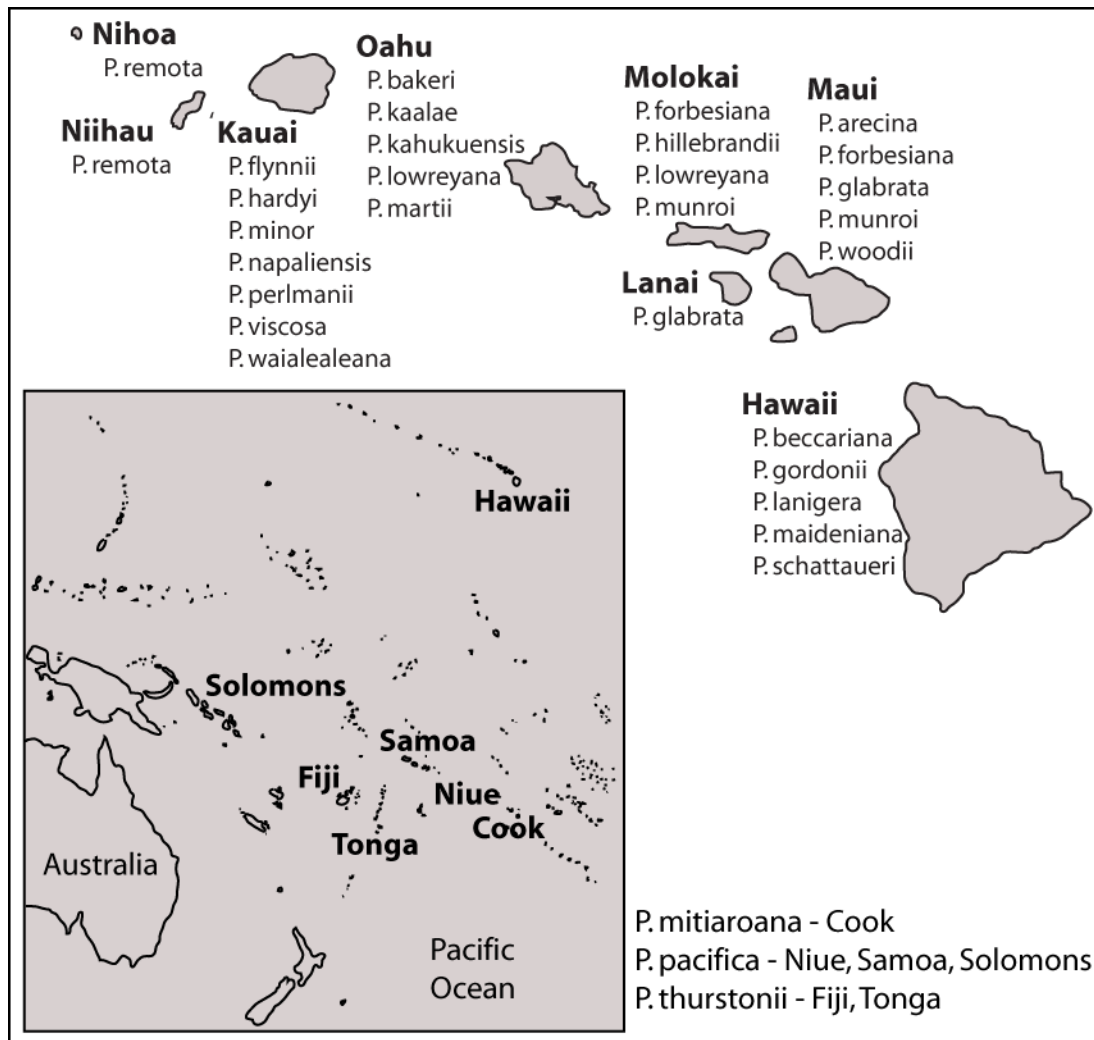 Nihoa
P. remota
Niihau
P. remota
Kauai
P. flynnii
P. hardyi
P. minor
P. napaliensis
P. perlmanii
P. viscosa
P. waialealeana
Oahu
P. bakeri
P. kaalae
P. kahukuensis
P. lowreyana
P. martii
Molokai
P. forbesiana
P. hillebrandii
P. lowreyana
P. munroi
Maui
P. arecina
P. forbesiana
P. glabrata
P. munroi
P. woodii
Lanai
P. glabrata
Hawaii
P. beccariana
P. gordonii
P. lanigera
P. maideniana
P. schattaueri
Hawaii
Solomons
Samoa
Fiji
Niue
Cook
Tonga
Australia
Pacific
Ocean
P. mitiaroana - Cook
P. pacifica - Niue, Samoa, Solomons
P. thurstonii - Fiji, Tonga